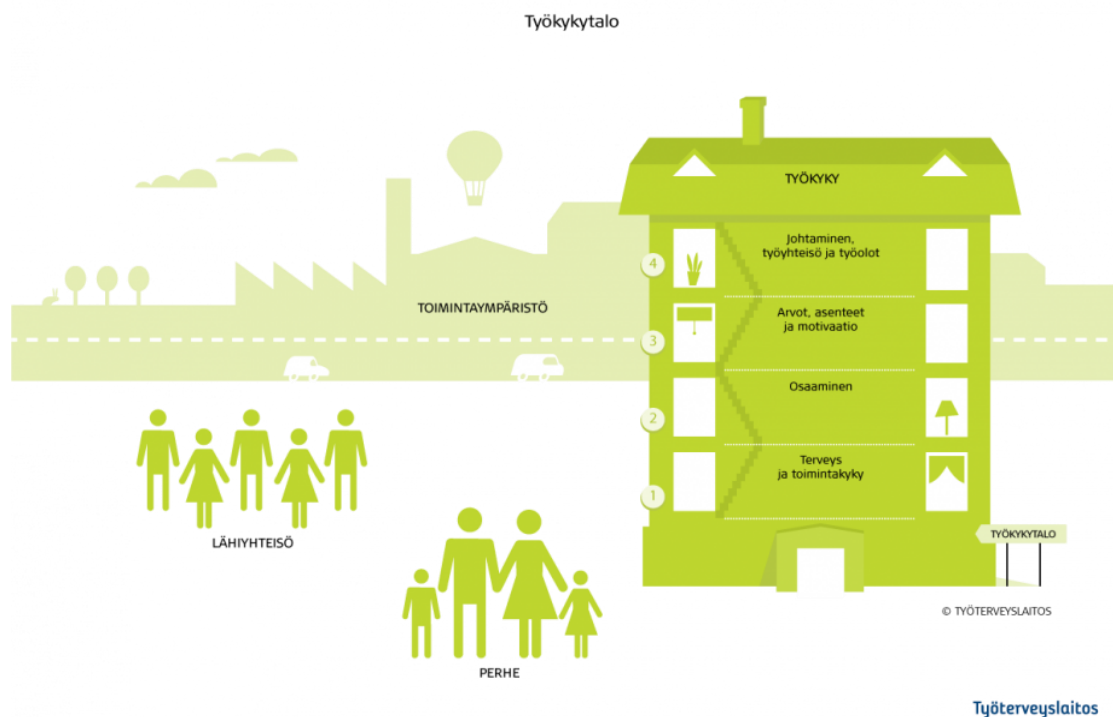 Työkykytalo
TYÖKYKY
4
Johtaminen,
työyhteisö ja työolot
TOIMINTAYMPÄRISTÖ
3
Arvot, asenteet
ja motivaatio
2
Osaaminen
1
Terveys
ja toimintakyky
LÄHIYHTEISÖ
TYÖKYKYTALO
© TYÖTERVEYSLAITOS
PERHE
Työterveyslaitos